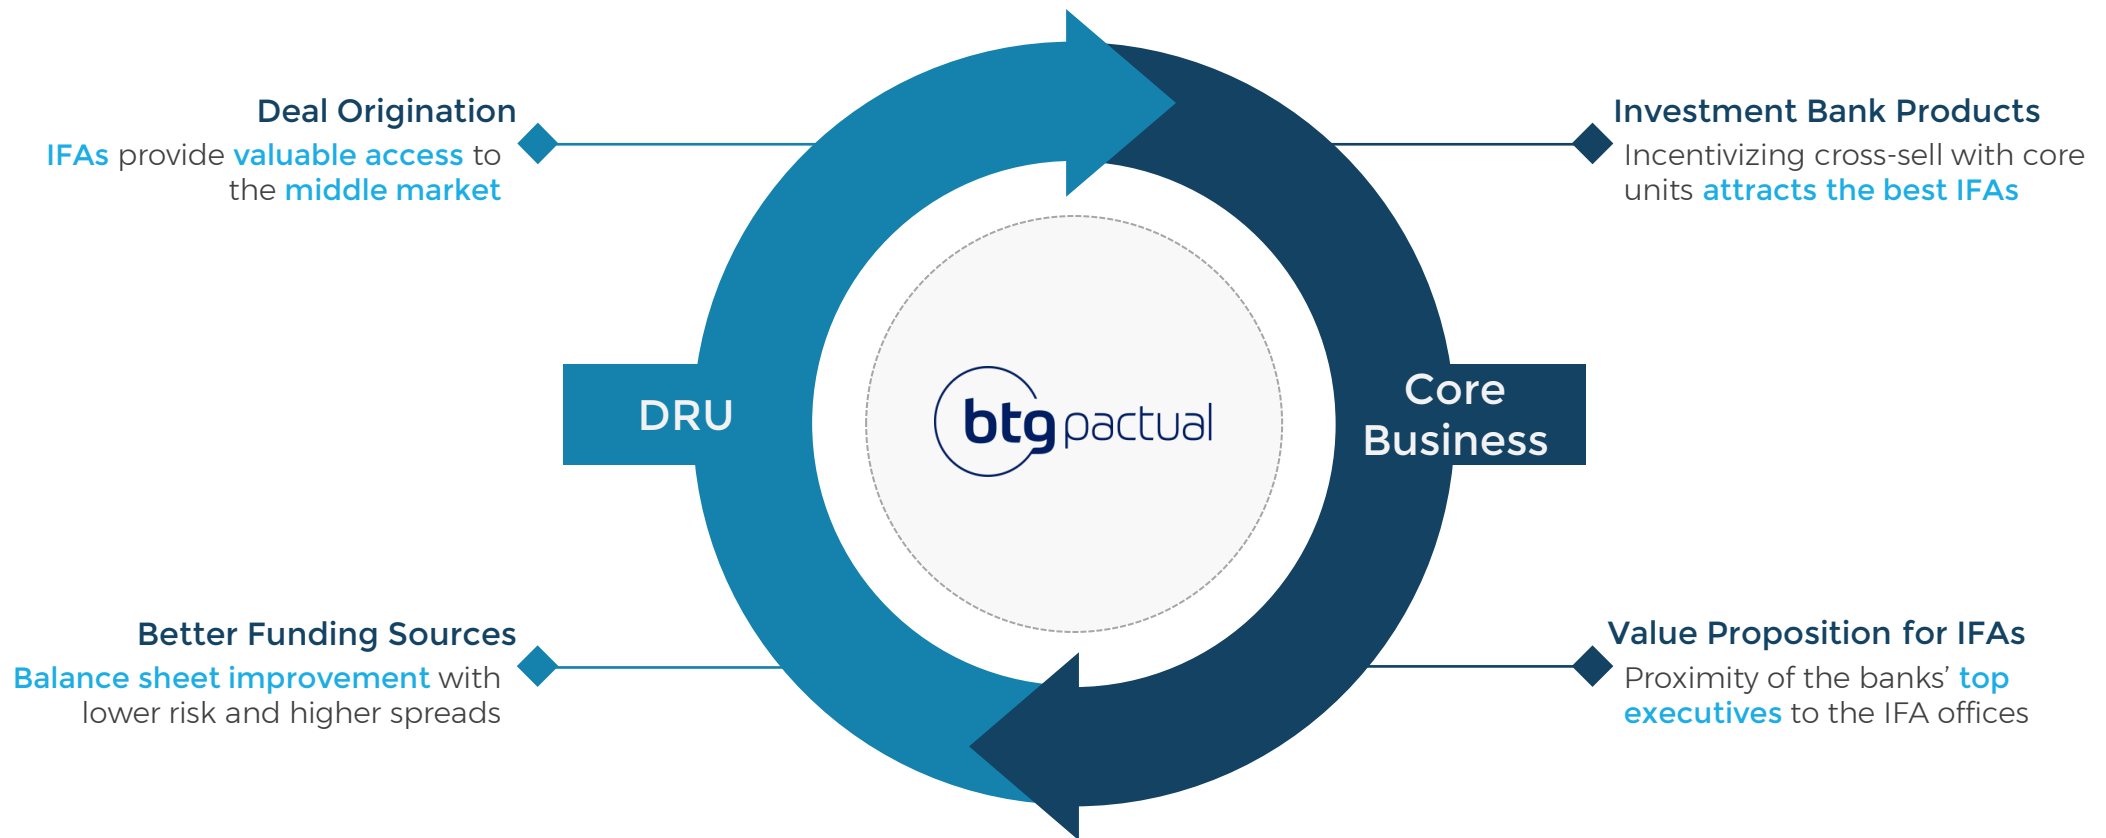 Deal Origination
IFAs provide valuable access to
the middle market
Investment Bank Products
Incentivizing cross-sell with core
units attracts the best IFAs
DRU
btg pactual
Core
Business
Better Funding Sources
Balance sheet improvement with
lower risk and higher spreads
Value Proposition for IFAs
Proximity of the banks’ top
executives to the IFA offices